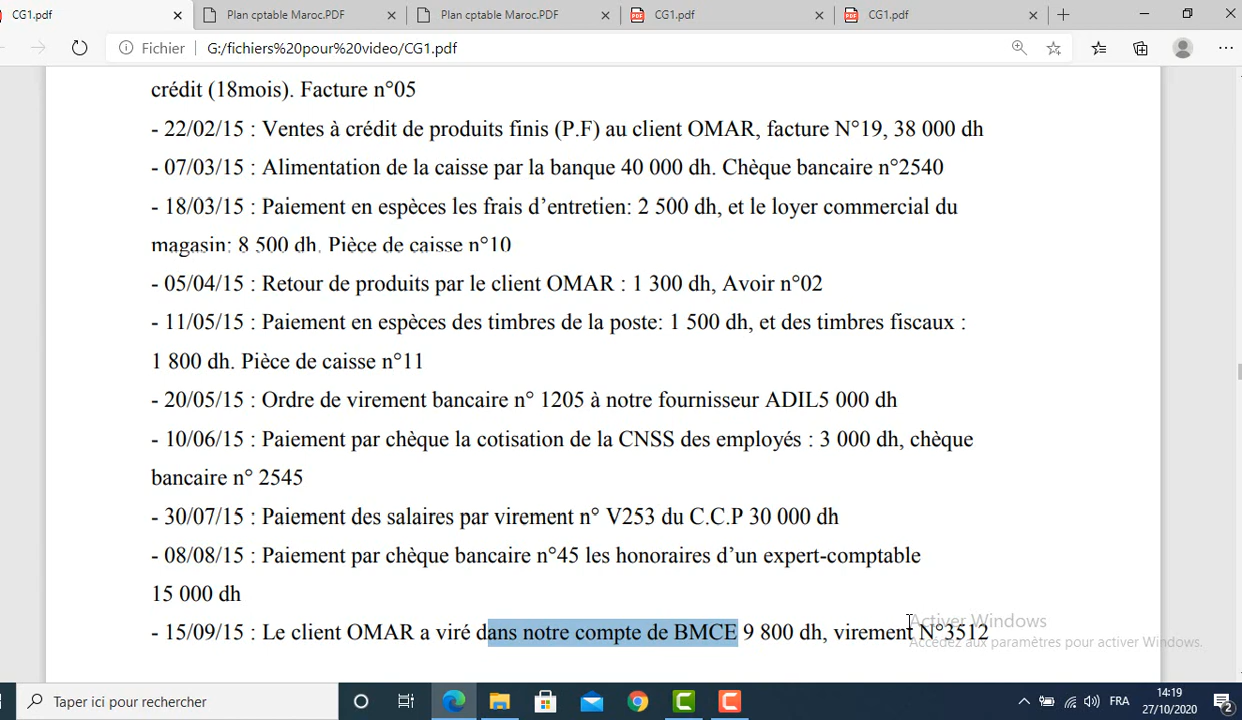 CG1.pdf
Plan cptable Maroc.PDF
Plan cptable Maroc.PDF
CG1.pdf
CG1.pdf
Fichier
G:/fichiers%20pour%20video/CG1.pdf
crédit (18mois). Facture n°05
- 22/02/15 : Ventes à crédit de produits finis (P.F) au client OMAR, facture N°19, 38 000 dh
- 07/03/15 : Alimentation de la caisse par la banque 40 000 dh. Chèque bancaire n°2540
- 18/03/15 : Paiement en espèces les frais d’entretien: 2 500 dh, et le loyer commercial du
magasin: 8 500 dh. Pièce de caisse n°10
- 05/04/15 : Retour de produits par le client OMAR : 1 300 dh, Avoir n°02
- 11/05/15 : Paiement en espèces des timbres de la poste: 1 500 dh, et des timbres fiscaux :
1 800 dh. Pièce de caisse n°11
- 20/05/15 : Ordre de virement bancaire n° 1205 à notre fournisseur ADIL5 000 dh
- 10/06/15 : Paiement par chèque la cotisation de la CNSS des employés : 3 000 dh, chèque
bancaire n° 2545
- 30/07/15 : Paiement des salaires par virement n° V253 du C.C.P 30 000 dh
- 08/08/15 : Paiement par chèque bancaire n°45 les honoraires d’un expert-comptable
15 000 dh
- 15/09/15 : Le client OMAR a viré dans notre compte de BMCE 9 800 dh, virement N°3512
Activer Windows
Accédez aux paramètres pour activer Windows.
Taper ici pour rechercher
FRA
14:19
27/10/2020
2